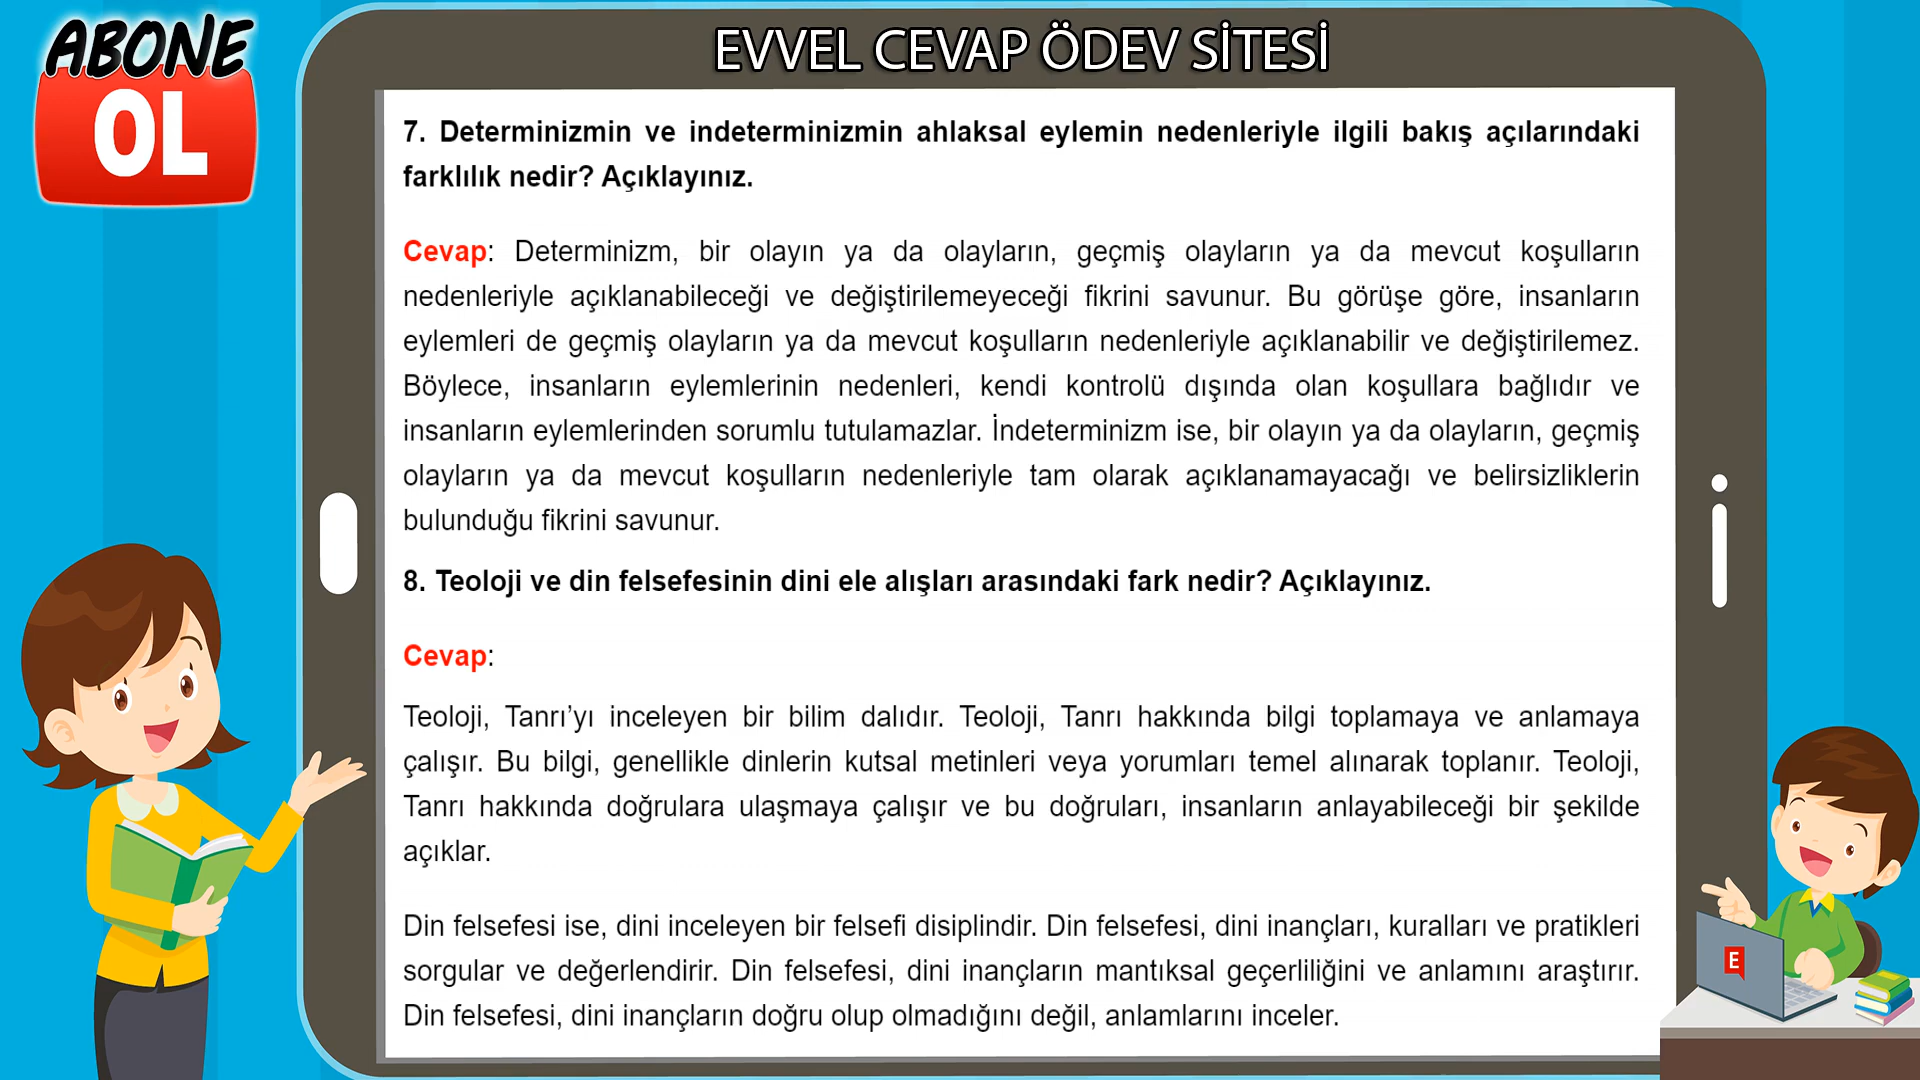 ABONE
OL
EVVEL CEVAP ÖDEV SİTESİ
7. Determinizmin ve indeterminizmin ahlaksal eylemin nedenleriyle ilgili bakış açılarındaki
farklılık nedir? Açıklayınız.
Cevap: Determinizm, bir olayın ya da olayların, geçmiş olayların ya da mevcut koşulların
nedenleriyle açıklanabileceği ve değiştirilemeyeceği fikrini savunur. Bu görüşe göre, insanların
eylemleri de geçmiş olayların ya da mevcut koşulların nedenleriyle açıklanabilir ve değiştirilemez.
Böylece, insanların eylemlerinin nedenleri, kendi kontrolü dışında olan koşullara bağlıdır ve
insanların eylemlerinden sorumlu tutulamazlar. İndeterminizm ise, bir olayın ya da olayların, geçmiş
olayların ya da mevcut koşulların nedenleriyle tam olarak açıklanamayacağı ve belirsizliklerin
bulunduğu fikrini savunur.
8. Teoloji ve din felsefesinin dini ele alışları arasındaki fark nedir? Açıklayınız.
Cevap:
Teoloji, Tanrı’yı inceleyen bir bilim dalıdır. Teoloji, Tanrı hakkında bilgi toplamaya ve anlamaya
çalışır. Bu bilgi, genellikle dinlerin kutsal metinleri veya yorumları temel alınarak toplanır. Teoloji,
Tanrı hakkında doğrulara ulaşmaya çalışır ve bu doğruları, insanların anlayabileceği bir şekilde
açıklar.
Din felsefesi ise, dini inceleyen bir felsefi disiplindir. Din felsefesi, dini inançları, kuralları ve pratikleri
sorgular ve değerlendirir. Din felsefesi, dini inançların mantıksal geçerliliğini ve anlamını araştırır.
Din felsefesi, dini inançların doğru olup olmadığını değil, anlamlarını inceler.
E